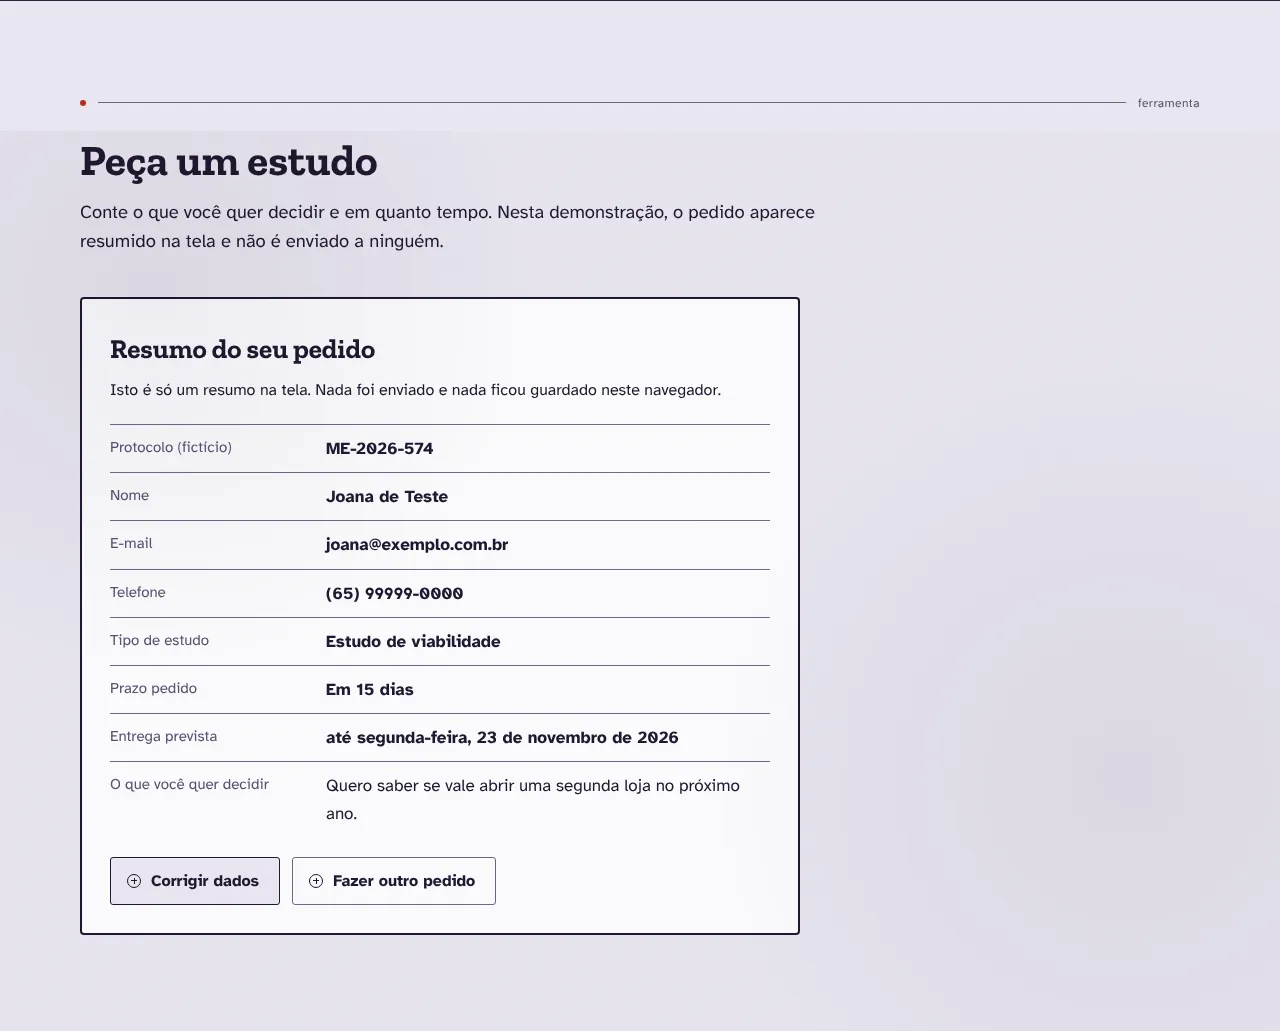 ferramenta
Peça um estudo
Conte o que você quer decidir e em quanto tempo. Nesta demonstração, o pedido aparece
resumido na tela e não é enviado a ninguém.
Resumo do seu pedido
Isto é só um resumo na tela. Nada foi enviado e nada ficou guardado neste navegador.
Protocolo (fictício) ME-2026-574
Nome Joana de Teste
E-mail joana@exemplo.com.br
Telefone (65) 99999-0000
Tipo de estudo Estudo de viabilidade
Prazo pedido Em 15 dias
Entrega prevista até segunda-feira, 23 de novembro de 2026
O que você quer decidir Quero saber se vale abrir uma segunda loja no próximo
ano.
Corrigir dados Fazer outro pedido